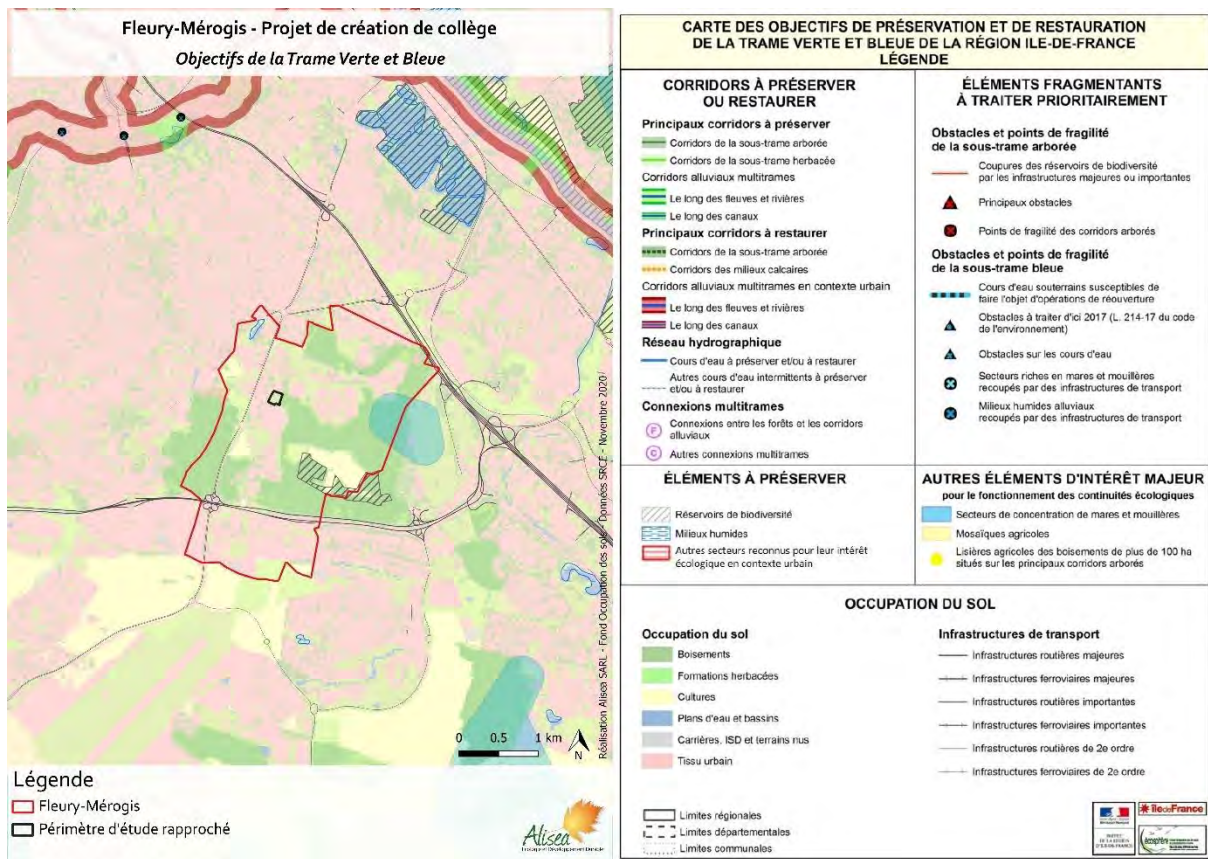 Fleury-Mérogis - Projet de création de collège
Objectifs de la Trame Verte et Bleue
Réalisation Alisea SARL - Fond Occupation des sols - Données SRCE - Novembre 2020
0 0.5 1 km
N
Légende
Fleury-Mérogis
Périmètre d'étude rapproché
Alisea
CARTE DES OBJECTIFS DE PRÉSERVATION ET DE RESTAURATION
DE LA TRAME VERTE ET BLEUE DE LA RÉGION ILE-DE-FRANCE
LÉGENDE
CORRIDORS À PRÉSERVER
OU RESTAURER
Principaux corridors à préserver
Corridors de la sous-trame arborée
Corridors de la sous-trame herbacée
Corridors alluviaux multitrames
Le long des fleuves et rivières
Le long des canaux
Principaux corridors à restaurer
Corridors de la sous-trame arborée
Corridors des milieux calcaires
Corridors alluviaux multitrames en contexte urbain
Le long des fleuves et rivières
Le long des canaux
Réseau hydrographique
Cours d'eau à préserver et/ou à restaurer
Autres cours d'eau intermittents à préserver
et/ou à restaurer
Connexions multitrames
F
Connexions entre les forêts et les corridors
alluviaux
C
Autres connexions multitrames
ÉLÉMENTS FRAGMENTANTS
À TRAITER PRIORITAIREMENT
Obstacles et points de fragilité
de la sous-trame arborée
Coupures des réservoirs de biodiversité
par les infrastructures majeures ou importantes
Principaux obstacles
Points de fragilité des corridors arborés
Obstacles et points de fragilité
de la sous-trame bleue
Cours d'eau souterrains susceptibles de
faire l'objet d'opérations de réouverture
Obstacles à traiter d'ici 2017 (L. 214-17 du code
de l'environnement)
Obstacles sur les cours d'eau
Secteurs riches en mares et mouillères
recoupés par des infrastructures de transport
Milieux humides alluviaux
recoupés par des infrastructures de transport
ÉLÉMENTS À PRÉSERVER
Réservoirs de biodiversité
Milieux humides
Autres secteurs reconnus pour leur intérêt
écologique en contexte urbain
AUTRES ÉLÉMENTS D'INTÉRÊT MAJEUR
pour le fonctionnement des continuités écologiques
Secteurs de concentration de mares et mouillères
Mosaïques agricoles
Lisières agricoles des boisements de plus de 100 ha
situés sur les principaux corridors arborés
OCCUPATION DU SOL
Occupation du sol
Boisements
Formations herbacées
Cultures
Plans d'eau et bassins
Carrières, ISD et terrains nus
Tissu urbain
Infrastructures de transport
Infrastructures routières majeures
Infrastructures ferroviaires majeures
Infrastructures routières importantes
Infrastructures ferroviaires importantes
Infrastructures routières de 2e ordre
Infrastructures ferroviaires de 2e ordre
Limites régionales
Limites départementales
Limites communales
îledeFrance
PRÉFET
DE LA RÉGION
D'ILE-DE-FRANCE
écosphère